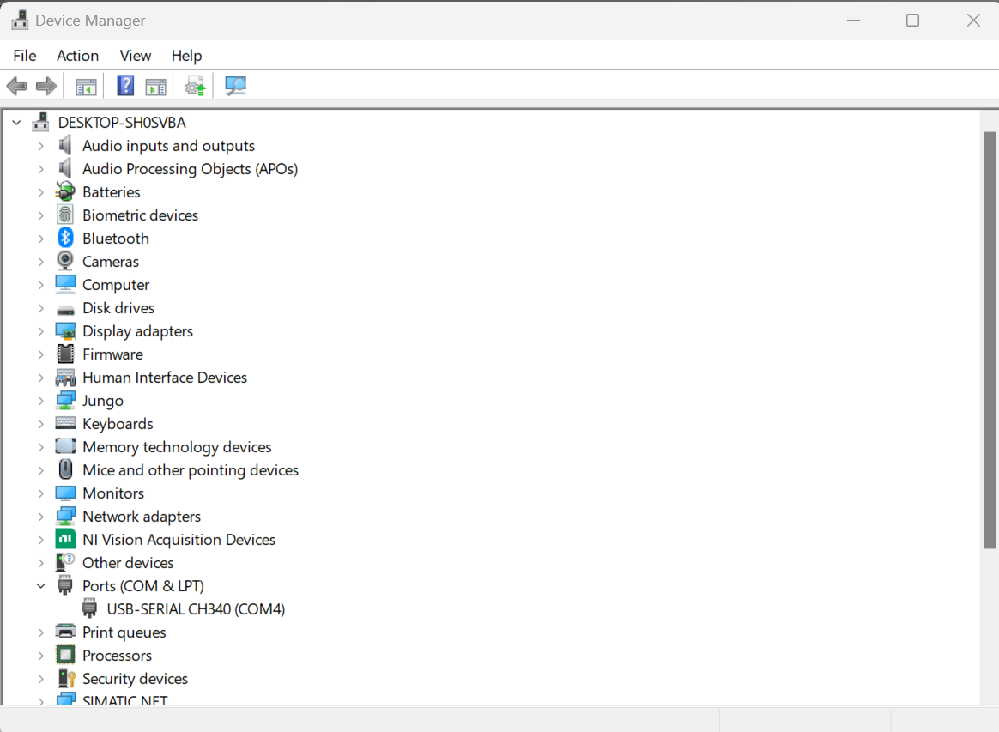 Device Manager
File Action View Help
DESKTOP-SH0SVBA
Audio inputs and outputs
Audio Processing Objects (APOs)
Batteries
Biometric devices
Bluetooth
Cameras
Computer
Disk drives
Display adapters
Firmware
Human Interface Devices
Jungo
Keyboards
Memory technology devices
Mice and other pointing devices
Monitors
Network adapters
NI Vision Acquisition Devices
Other devices
Ports (COM & LPT)
USB-SERIAL CH340 (COM4)
Print queues
Processors
Security devices
SIMATIC NET